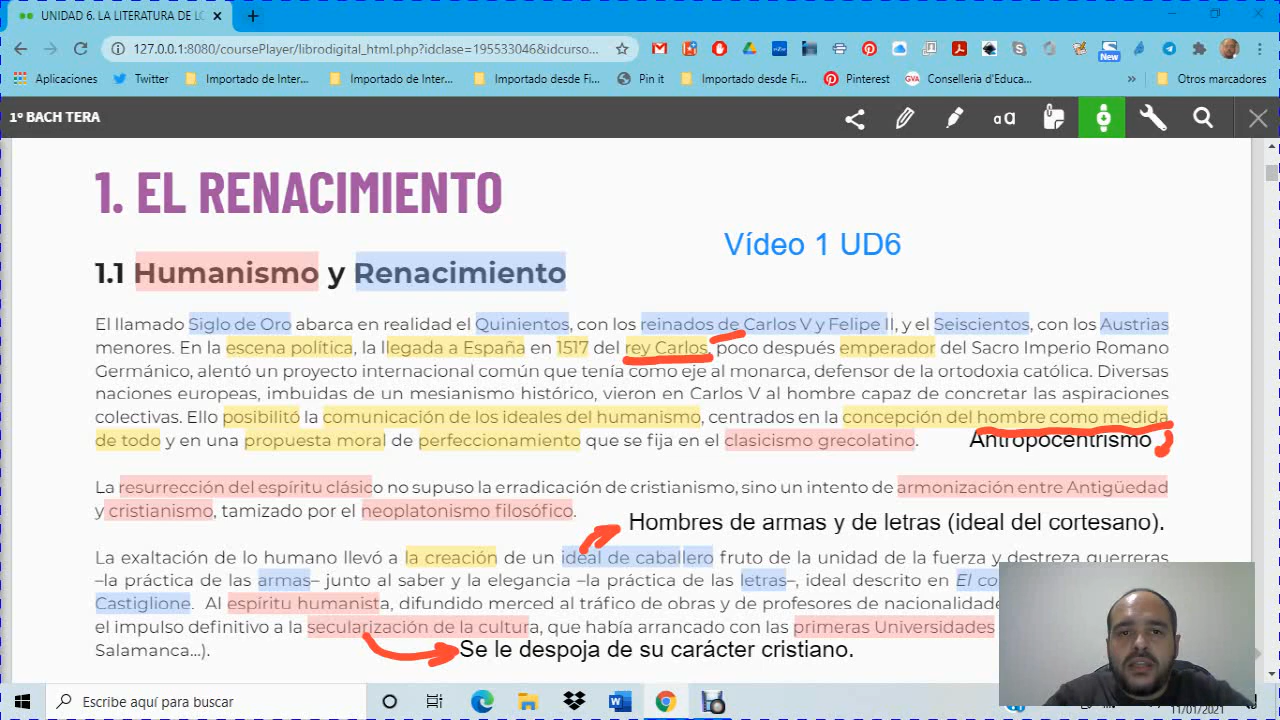 UNIDAD 6. LA LITERATURA DE LO
127.0.0.1:8080/coursePlayer/librodigital_html.php?idclase=195533046&idcurso...
New
Aplicaciones Twitter Importado de Inter... Importado de Inter... Importado desde Fi... Pin it Importado desde Fi... Pinterest GVA Conselleria d'Educa... » Otros marcadores
1º BACH TERA aA
1. EL RENACIMIENTO
Vídeo 1 UD6
1.1 Humanismo y Renacimiento
El llamado Siglo de Oro abarca en realidad el Quinientos, con los reinados de Carlos V y Felipe II, y el Seiscientos, con los Austrias
menores. En la escena política, la llegada a España en 1517 del rey Carlos, poco después emperador del Sacro Imperio Romano
Germánico, alentó un proyecto internacional común que tenía como eje al monarca, defensor de la ortodoxia católica. Diversas
naciones europeas, imbuidas de un mesianismo histórico, vieron en Carlos V al hombre capaz de concretar las aspiraciones
colectivas. Ello posibilitó la comunicación de los ideales del humanismo, centrados en la concepción del hombre como medida
de todo y en una propuesta moral de perfeccionamiento que se fija en el clasicismo grecolatino.
Antropocentrismo
La resurrección del espíritu clásico no supuso la erradicación de cristianismo, sino un intento de armonización entre Antigüedad
y cristianismo, tamizado por el neoplatonismo filosófico.
Hombres de armas y de letras (ideal del cortesano).
La exaltación de lo humano llevó a la creación de un ideal de caballero fruto de la unidad de la fuerza y destreza guerreras
–la práctica de las armas– junto al saber y la elegancia –la práctica de las letras–, ideal descrito en El co
Castiglione. Al espíritu humanista, difundido merced al tráfico de obras y de profesores de nacionalidade
el impulso definitivo a la secularización de la cultura, que había arrancado con las primeras Universidades
Salamanca...).
Se le despoja de su carácter cristiano.
Escribe aquí para buscar
11/01/2021